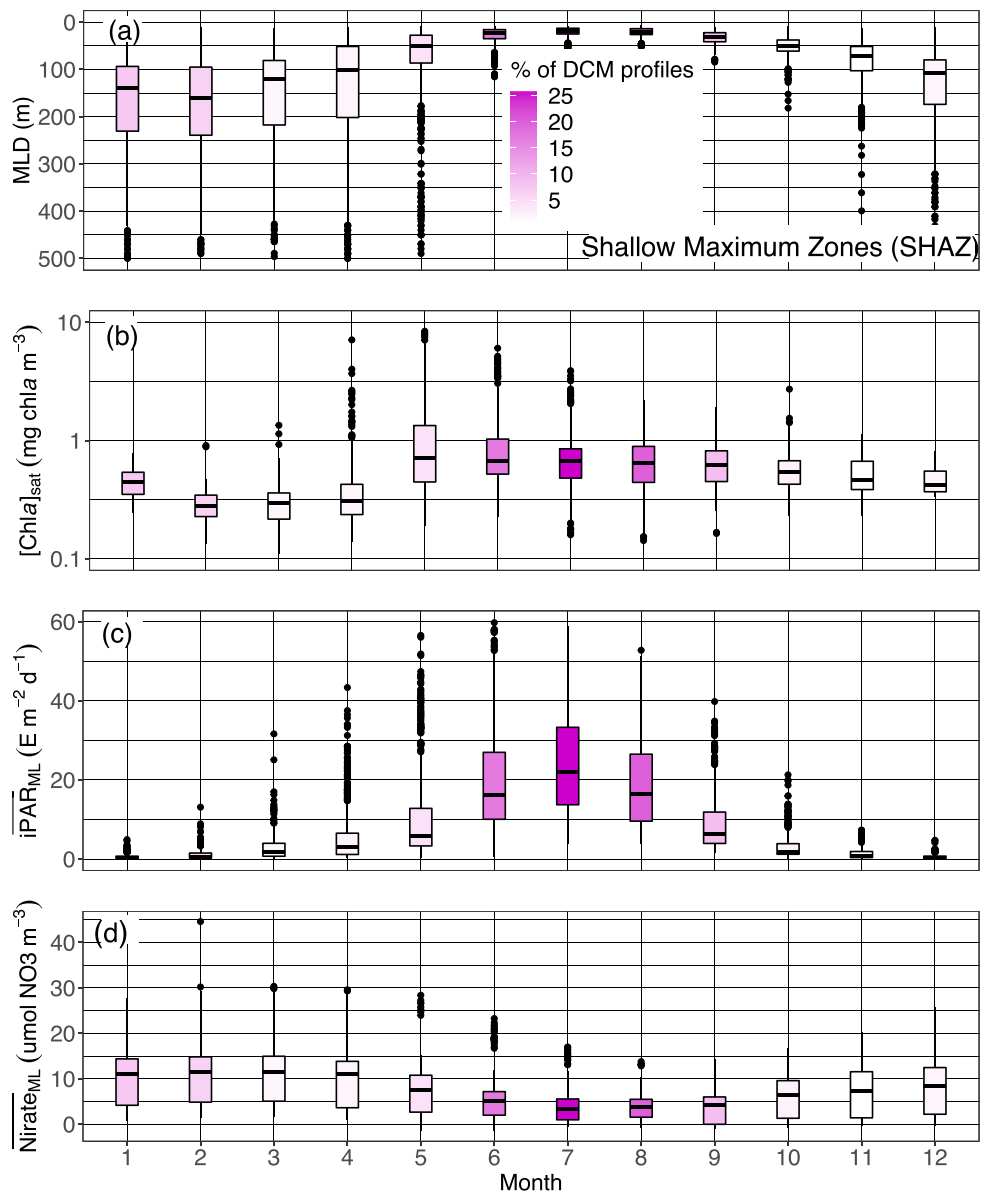 (a)
MLD (m)
0
100
200
300
400
500
% of DCM profiles
25
20
15
10
5
Shallow Maximum Zones (SHAZ)
(b)
[Chla]sat (mg chla m−3)
10
1
0.1
(c)
iPARML (E m−2 d−1)
60
40
20
0
(d)
NirateML (umol NO3 m−3)
40
30
20
10
0
1 2 3 4 5 6 7 8 9 10 11 12
Month